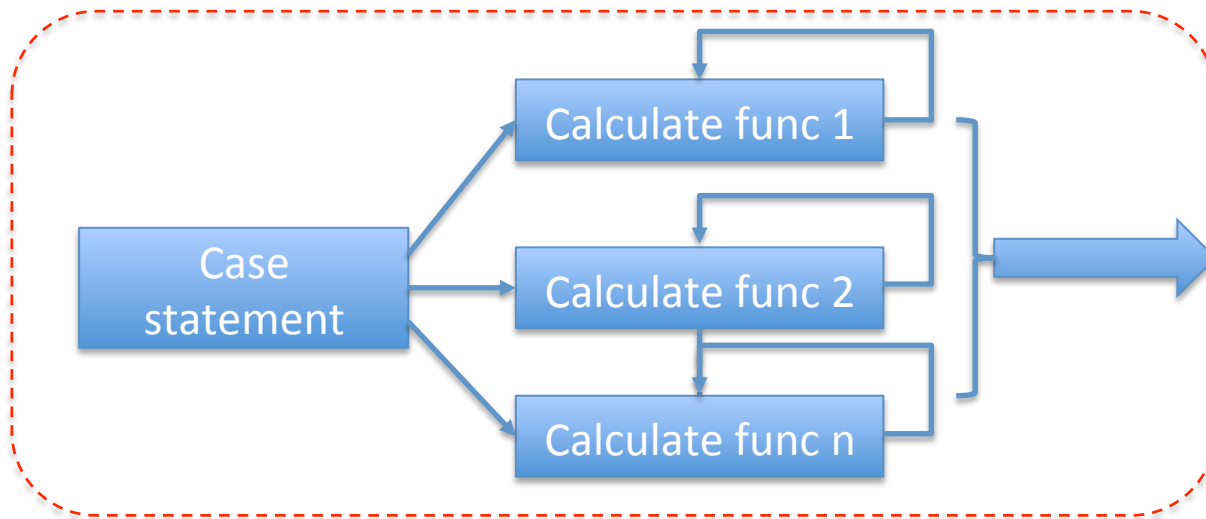 Calculate func 1
Case
statement
Calculate func 2
Calculate func n